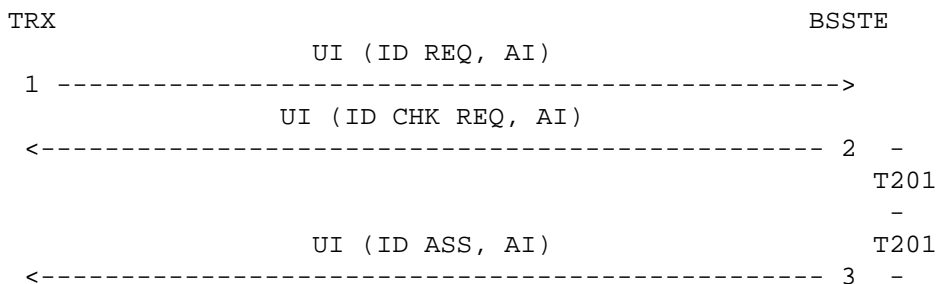 TRX BSSTE
UI (ID REQ, AI)
1 ------------------------------------------------->
UI (ID CHK REQ, AI)
<------------------------------------------------- 2 -
T201
-
UI (ID ASS, AI) T201
<------------------------------------------------- 3 -